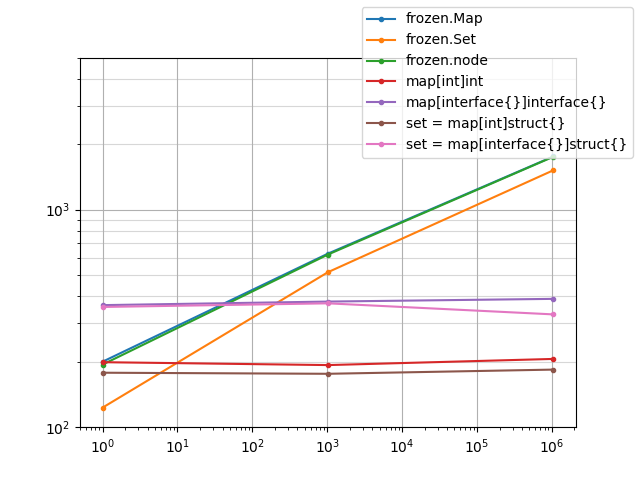 frozen.Map
frozen.Set
frozen.node
map[int]int
map[interface{}]interface{}
set = map[int]struct{}
set = map[interface{}]struct{}
10³
10²
10⁰ 10¹ 10² 10³ 10⁴ 10⁵ 10⁶